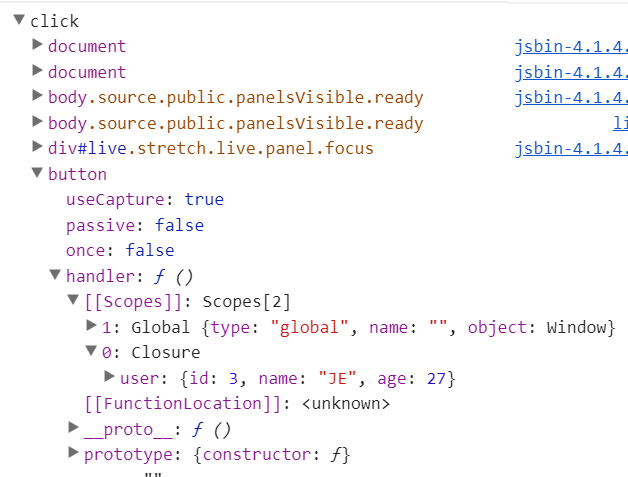 click
document jsbin-4.1.4.
document jsbin-4.1.4.
body.source.public.panelsVisible.ready jsbin-4.1.4.
body.source.public.panelsVisible.ready li
div#live.stretch.live.panel.focus jsbin-4.1.4.
button
useCapture: true
passive: false
once: false
handler: ƒ ()
[[Scopes]]: Scopes[2]
1: Global {type: "global", name: "", object: Window}
0: Closure
user: {id: 3, name: "JE", age: 27}
[[FunctionLocation]]: <unknown>
__proto__: ƒ ()
prototype: {constructor: ƒ}
""